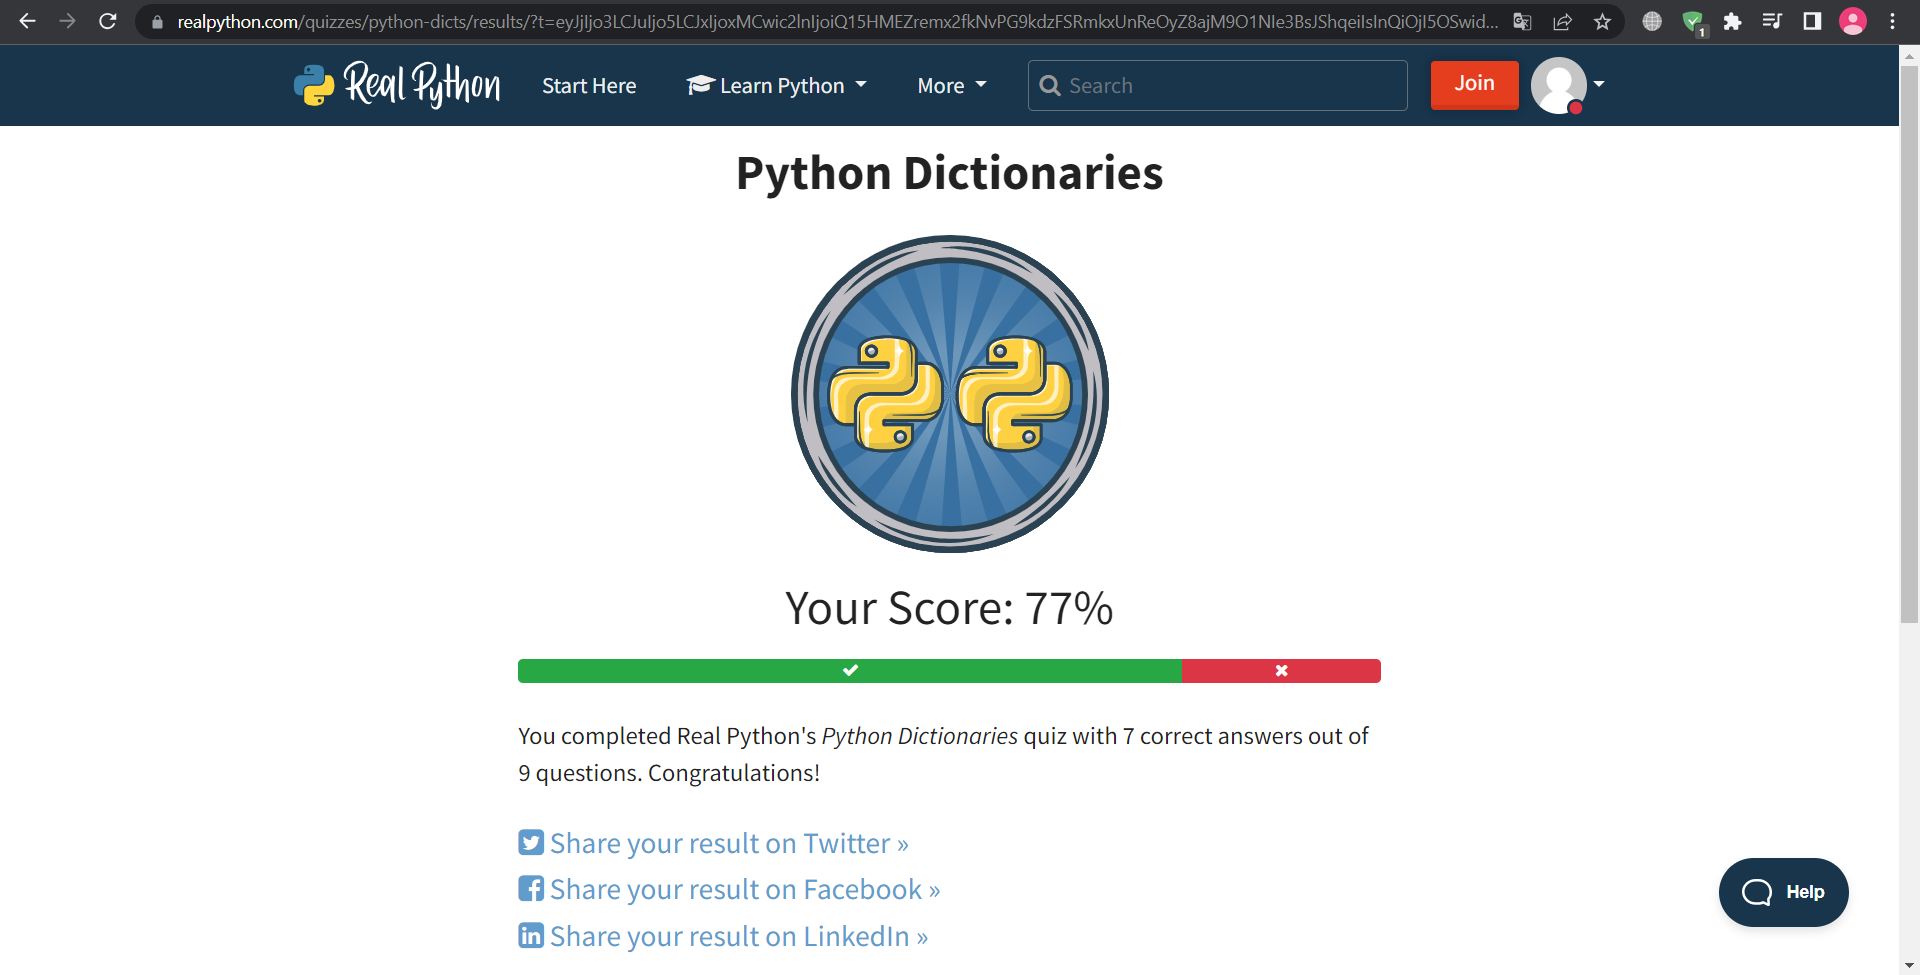 realpython.com/quizzes/python-dicts/results/?t=eyJjIjo3LCJuIjo5LCJxIjoxMCwic2lnIjoiQ15HMEZremx2fkNvPG9kdzFSRmkxUnReOyZ8ajM9O1NIe3BsJShqeiIsInQiOjI5OSwid...
1
Real Python
Start Here
Learn Python
More
Search
Join
Python Dictionaries
Your Score: 77%
You completed Real Python's Python Dictionaries quiz with 7 correct answers out of
9 questions. Congratulations!
Share your result on Twitter »
Share your result on Facebook »
Share your result on LinkedIn »
Help